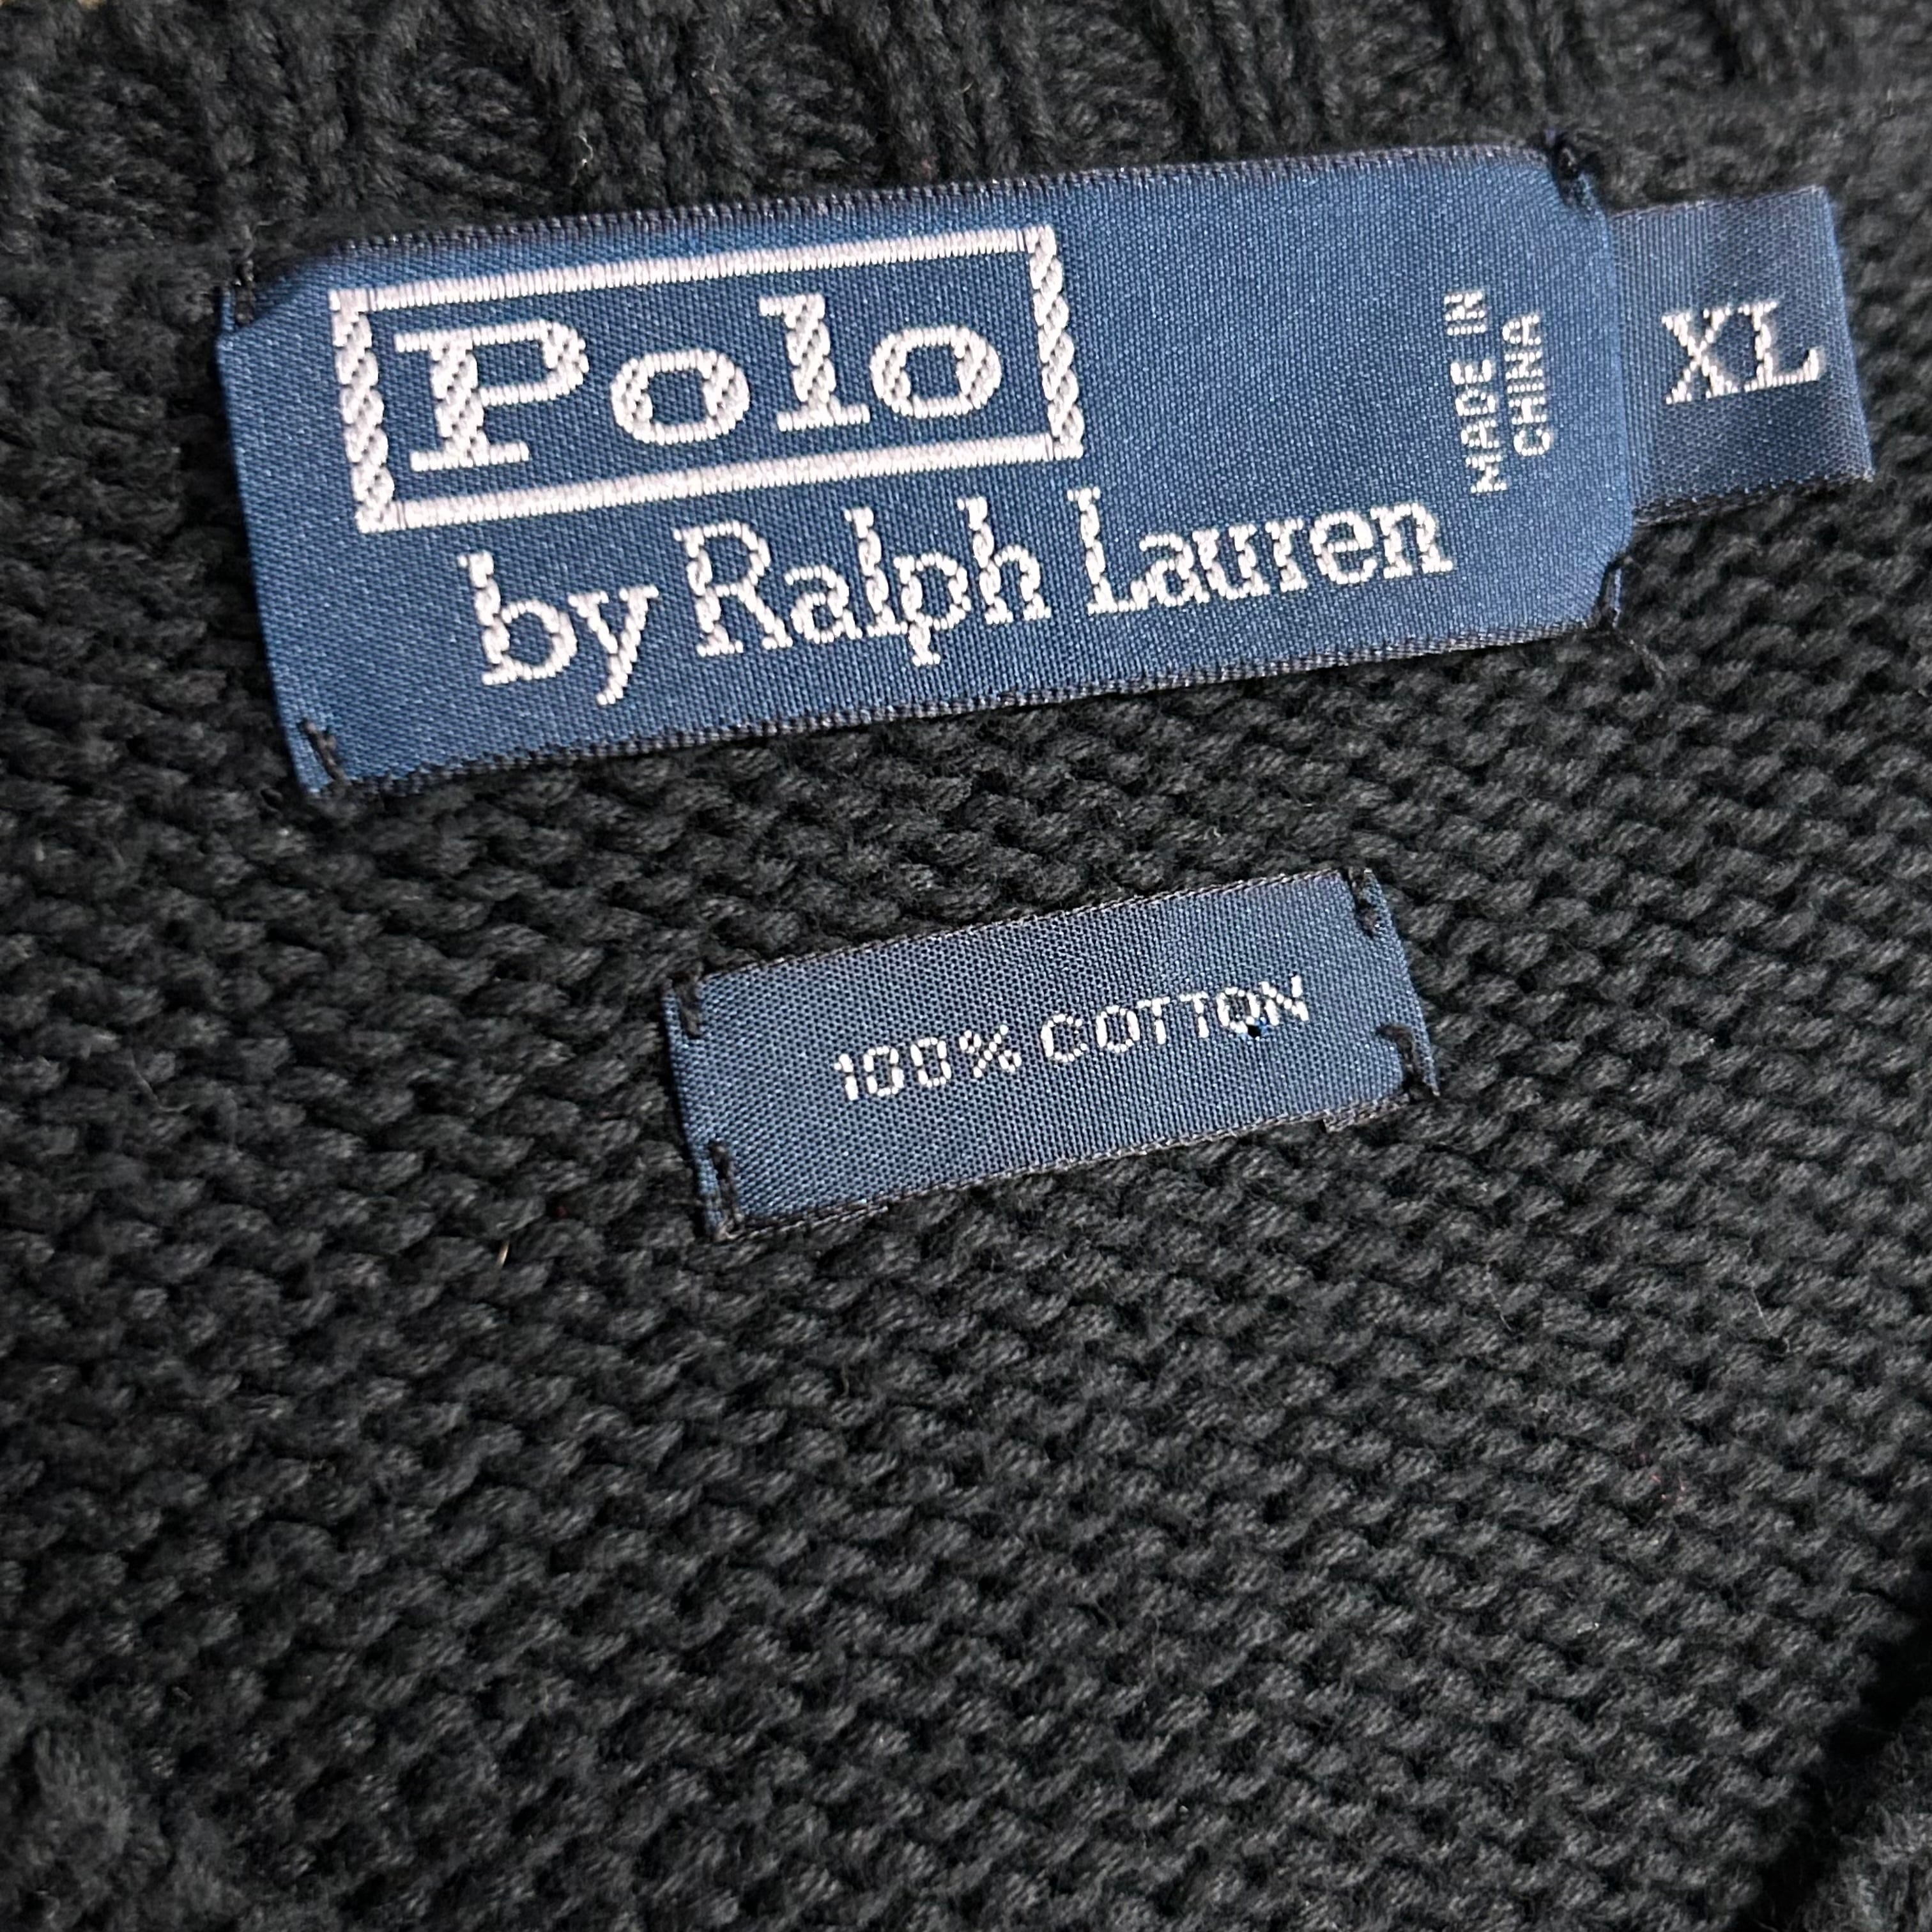 Polo
by Ralph Lauren
MADE IN
CHINA
XL
100% COTTON